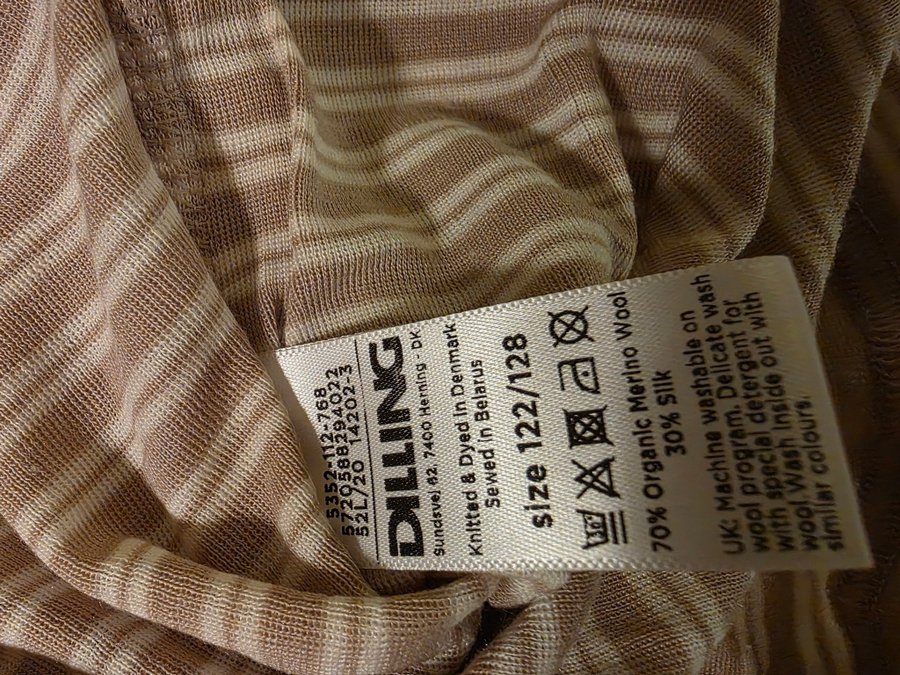 5352-112-768
5720588294022
52L/20 14202-3
DILLING
Sundsvej 62, 7400 Herning - DK
Knitted & Dyed in Denmark
Sewed in Belarus
size 122/128
70% Organic Merino Wool
30% Silk
UK: Machine washable on
wool program. Delicate wash
with special detergent for
wool. Wash inside out with
similar colours.